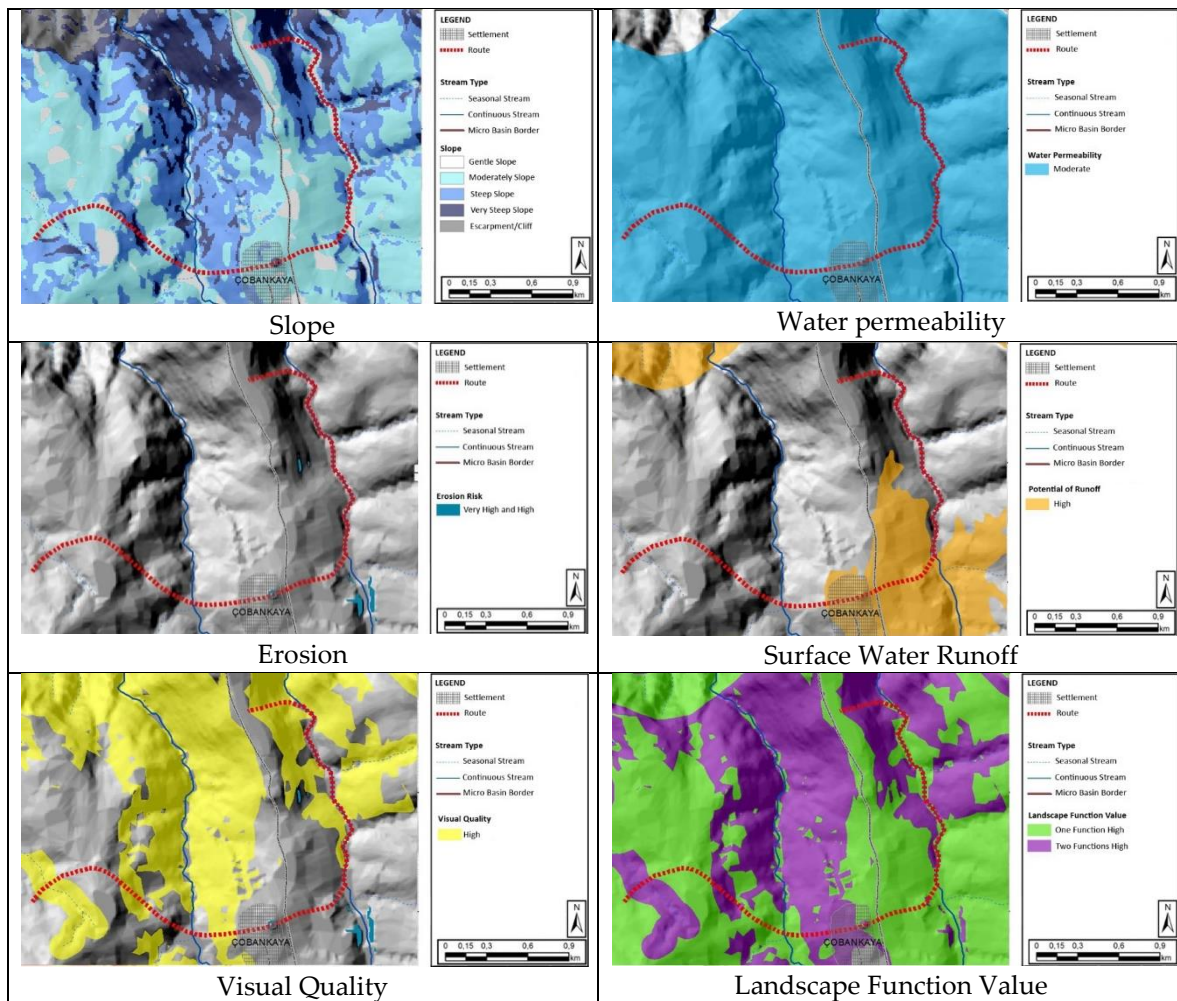 LEGEND
Settlement
Route
Stream Type
Seasonal Stream
Continuous Stream
Micro Basin Border
Slope
Gentle Slope
Moderately Slope
Steep Slope
Very Steep Slope
Escarpment/Cliff
N
0 0,15 0,3 0,6 0,9
km
ÇOBANKAYA
Slope
LEGEND
Settlement
Route
Stream Type
Seasonal Stream
Continuous Stream
Micro Basin Border
Water Permeability
Moderate
N
0 0,15 0,3 0,6 0,9
km
ÇOBANKAYA
Water permeability
LEGEND
Settlement
Route
Stream Type
Seasonal Stream
Continuous Stream
Micro Basin Border
Erosion Risk
Very High and High
N
0 0,15 0,3 0,6 0,9
km
ÇOBANKAYA
Erosion
LEGEND
Settlement
Route
Stream Type
Seasonal Stream
Continuous Stream
Micro Basin Border
Potential of Runoff
High
N
0 0,15 0,3 0,6 0,9
km
ÇOBANKAYA
Surface Water Runoff
LEGEND
Settlement
Route
Stream Type
Seasonal Stream
Continuous Stream
Micro Basin Border
Visual Quality
High
N
0 0,15 0,3 0,6 0,9
km
ÇOBANKAYA
Visual Quality
LEGEND
Settlement
Route
Stream Type
Seasonal Stream
Continuous Stream
Micro Basin Border
Landscape Function Value
One Function High
Two Functions High
N
0 0,15 0,3 0,6 0,9
km
ÇOBANKAYA
Landscape Function Value